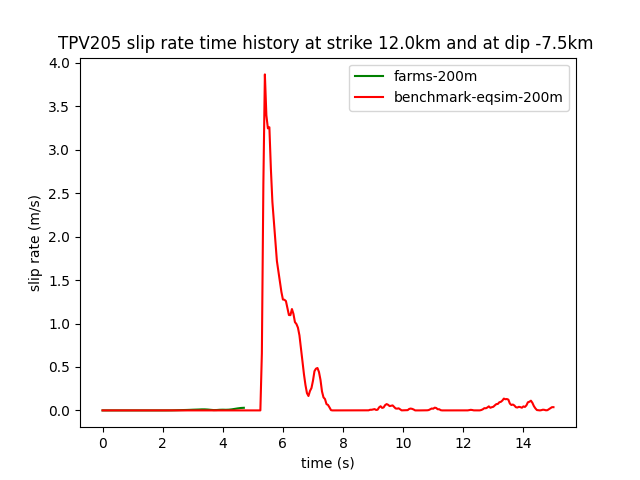 TPV205 slip rate time history at strike 12.0km and at dip -7.5km
farms-200m
benchmark-eqsim-200m
4.0
3.5
3.0
2.5
2.0
1.5
1.0
0.5
0.0
slip rate (m/s)
0 2 4 6 8 10 12 14
time (s)